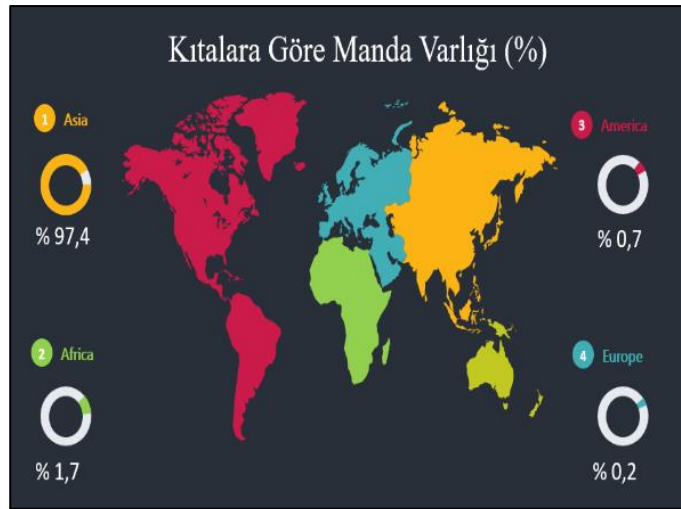 Kıtalara Göre Manda Varlığı (%)
1 Asia
% 97,4
2 Africa
% 1,7
3 America
% 0,7
4 Europe
% 0,2